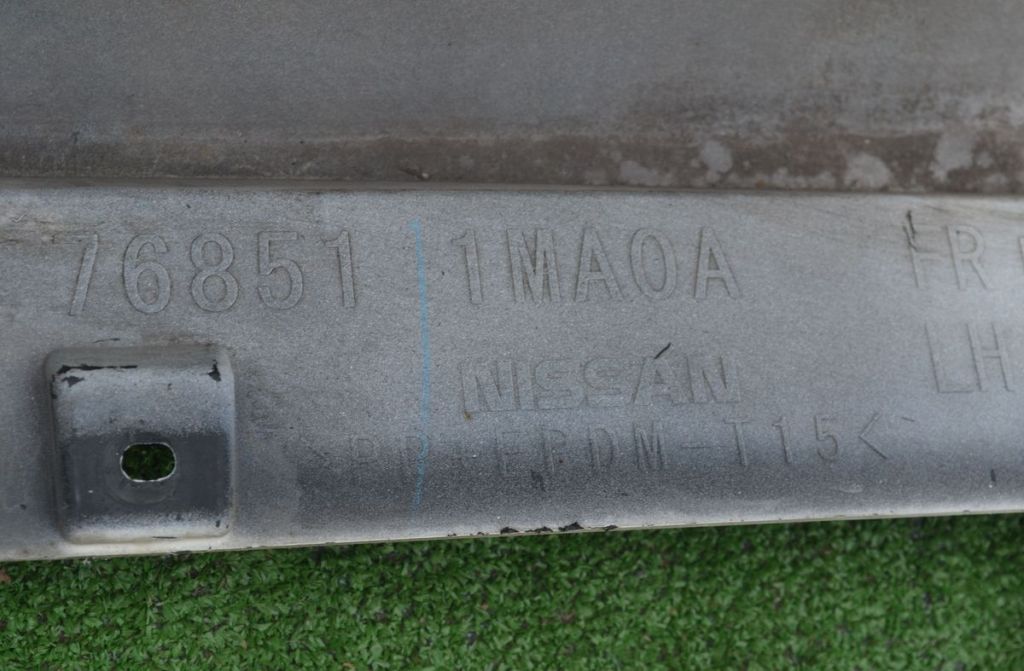 76851 1MA0A FR
LH
NISSAN
>PP+EPDM-T15<